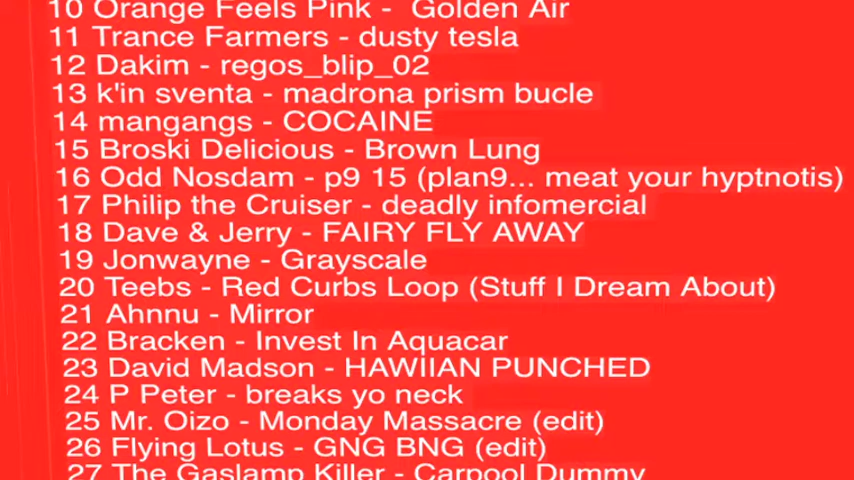 10 Orange Feels Pink -  Golden Air
11 Trance Farmers - dusty tesla
12 Dakim - regos_blip_02
13 k'in sventa - madrona prism bucle
14 mangangs - COCAINE
15 Broski Delicious - Brown Lung
16 Odd Nosdam - p9 15 (plan9... meat your hyptnotis)
17 Philip the Cruiser - deadly infomercial
18 Dave & Jerry - FAIRY FLY AWAY
19 Jonwayne - Grayscale
20 Teebs - Red Curbs Loop (Stuff I Dream About)
21 Ahnnu - Mirror
22 Bracken - Invest In Aquacar
23 David Madson - HAWIIAN PUNCHED
24 P Peter - breaks yo neck
25 Mr. Oizo - Monday Massacre (edit)
26 Flying Lotus - GNG BNG (edit)
27 The Gaslamp Killer - Carpool Dummy